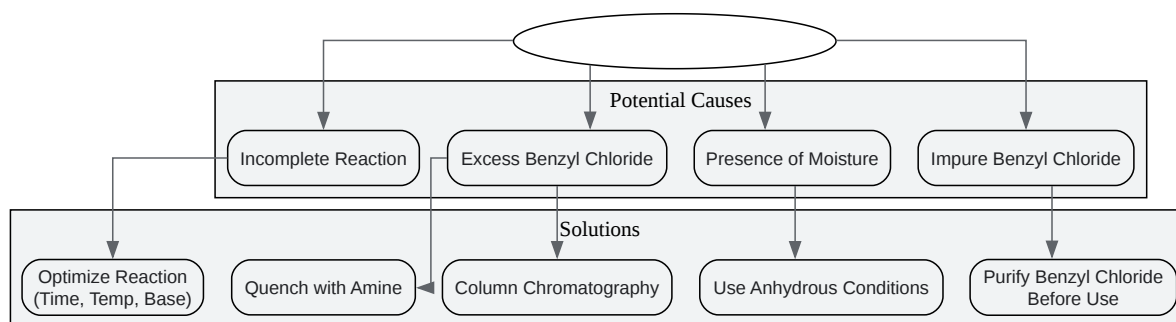 Potential Causes
Incomplete Reaction
Excess Benzyl Chloride
Presence of Moisture
Impure Benzyl Chloride
Solutions
Optimize Reaction
(Time, Temp, Base)
Quench with Amine
Column Chromatography
Use Anhydrous Conditions
Purify Benzyl Chloride
Before Use